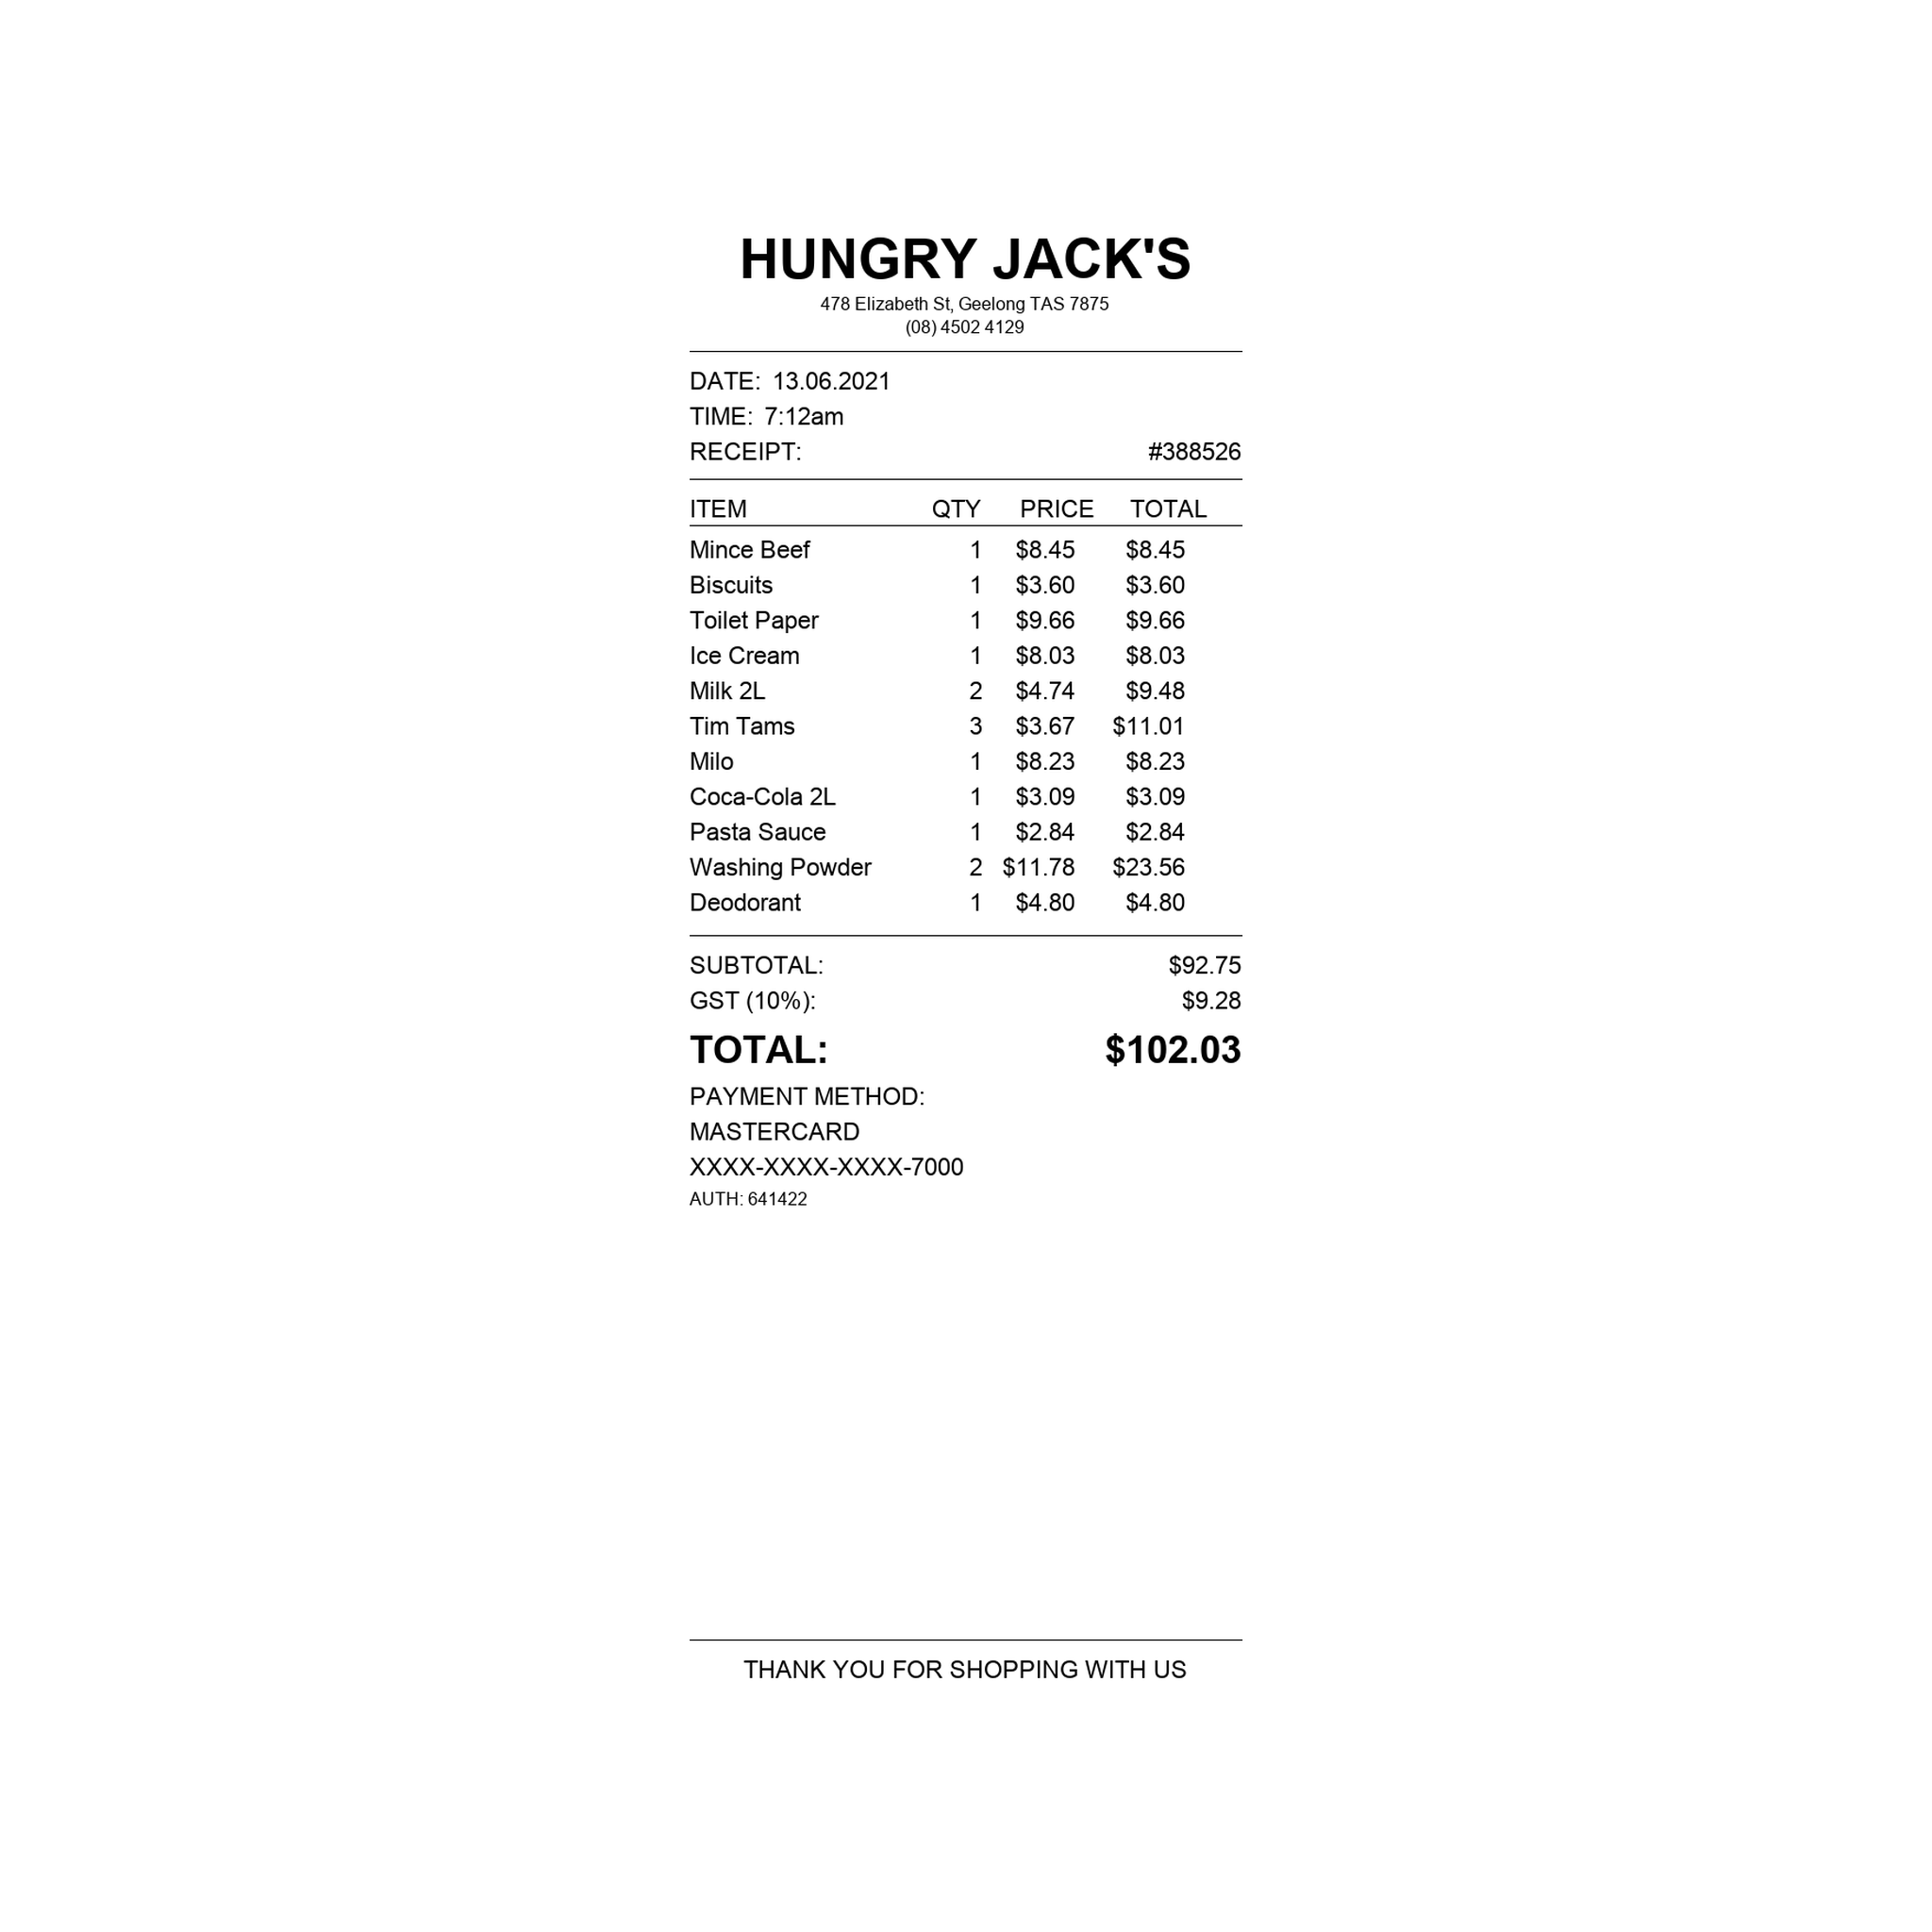 HUNGRY JACK'S
478 Elizabeth St, Geelong TAS 7875
(08) 4502 4129
DATE: 13.06.2021
TIME: 7:12am
RECEIPT: #388526
ITEM QTY PRICE TOTAL
Mince Beef 1 $8.45 $8.45
Biscuits 1 $3.60 $3.60
Toilet Paper 1 $9.66 $9.66
Ice Cream 1 $8.03 $8.03
Milk 2L 2 $4.74 $9.48
Tim Tams 3 $3.67 $11.01
Milo 1 $8.23 $8.23
Coca-Cola 2L 1 $3.09 $3.09
Pasta Sauce 1 $2.84 $2.84
Washing Powder 2 $11.78 $23.56
Deodorant 1 $4.80 $4.80
SUBTOTAL: $92.75
GST (10%): $9.28
TOTAL: $102.03
PAYMENT METHOD:
MASTERCARD
XXXX-XXXX-XXXX-7000
AUTH: 641422
THANK YOU FOR SHOPPING WITH US